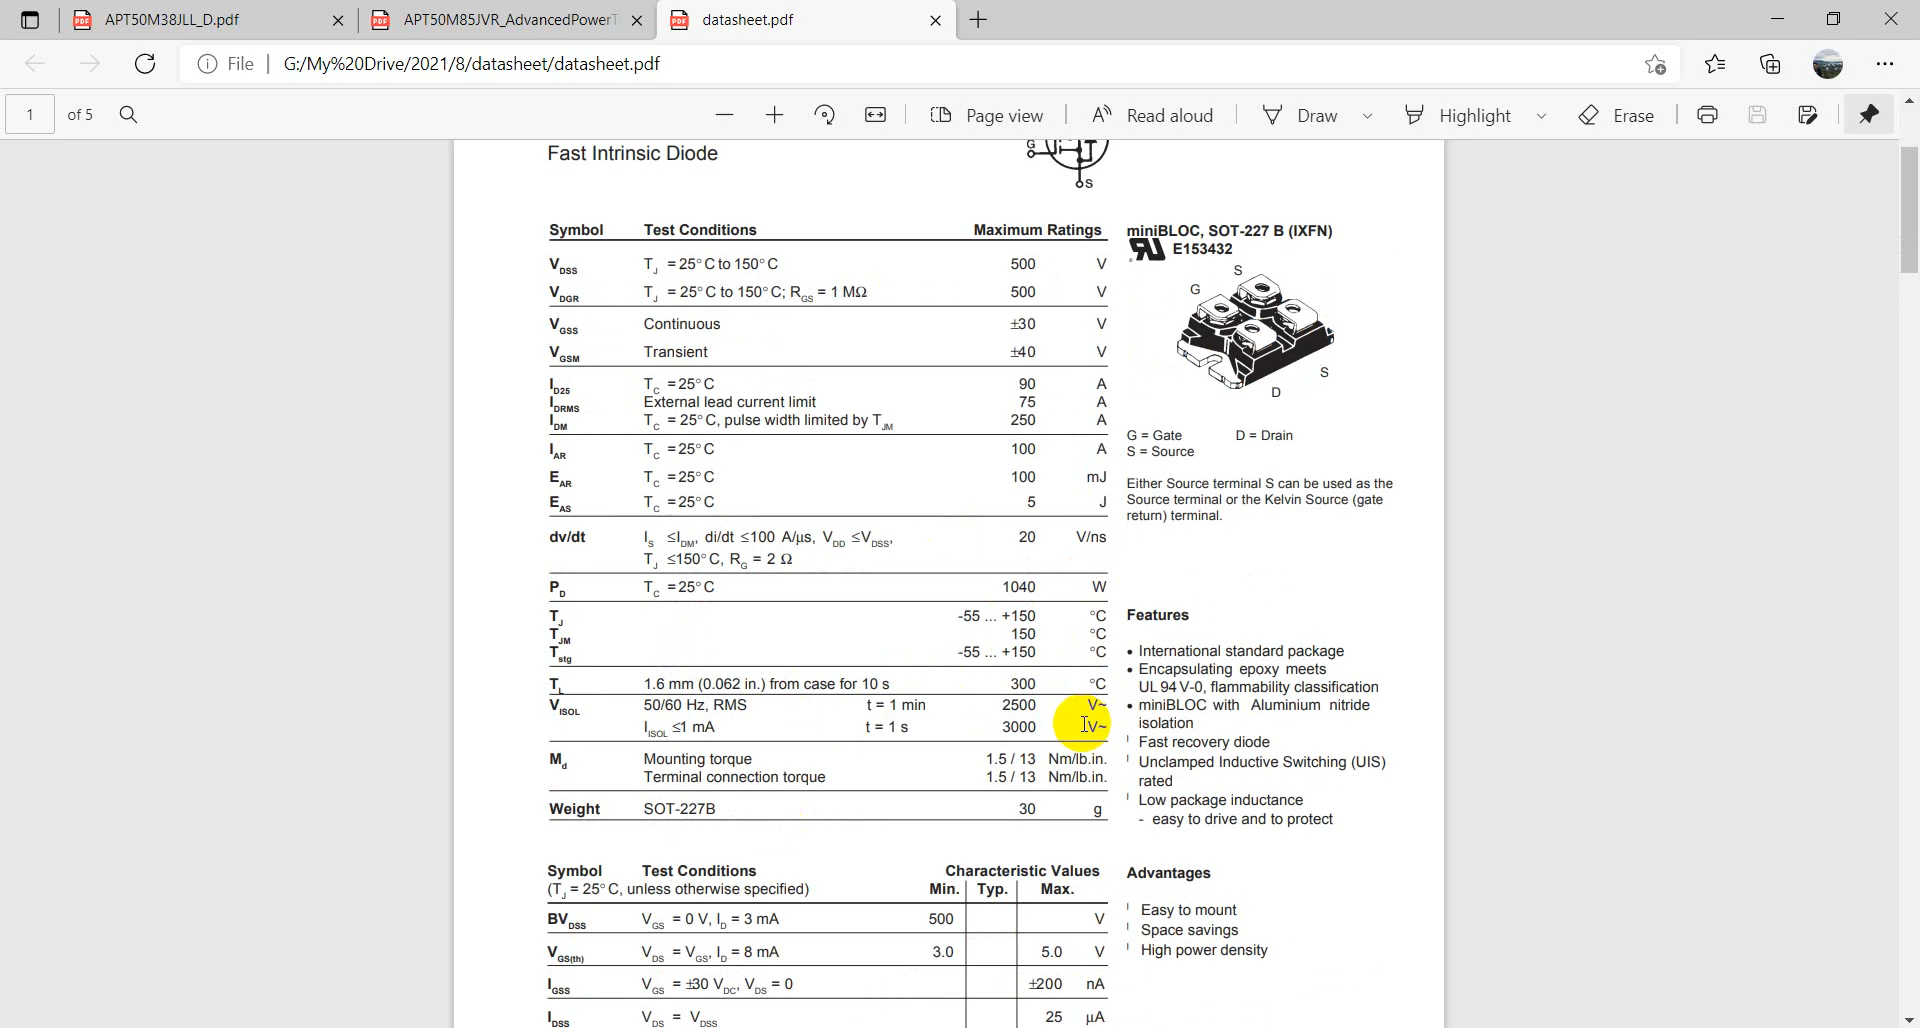 APT50M38JLL_D.pdf
APT50M85JVR_AdvancedPowerT
datasheet.pdf
File G:/My%20Drive/2021/8/datasheet/datasheet.pdf
1 of 5 Page view Read aloud Draw Highlight Erase
Fast Intrinsic Diode
G
S
Symbol Test Conditions Maximum Ratings
VDSS TJ = 25°C to 150°C 500 V
VDGR TJ = 25°C to 150°C; RGS = 1 MΩ 500 V
VGSS Continuous ±30 V
VGSM Transient ±40 V
ID25 TC = 25°C 90 A
IDRMS External lead current limit 75 A
IDM TC = 25°C, pulse width limited by TJM 250 A
IAR TC = 25°C 100 A
EAR TC = 25°C 100 mJ
EAS TC = 25°C 5 J
dv/dt IS ≤IDM, di/dt ≤100 A/µs, VDD ≤VDSS, 20 V/ns
TJ ≤150°C, RG = 2 Ω
PD TC = 25°C 1040 W
TJ -55 ... +150 °C
TJM 150 °C
Tstg -55 ... +150 °C
TL 1.6 mm (0.062 in.) from case for 10 s 300 °C
VISOL 50/60 Hz, RMS t = 1 min 2500 V~
IISOL ≤1 mA t = 1 s 3000 V~
Md Mounting torque 1.5 / 13 Nm/lb.in.
Terminal connection torque 1.5 / 13 Nm/lb.in.
Weight SOT-227B 30 g
Symbol Test Conditions Characteristic Values
(TJ = 25°C, unless otherwise specified) Min. Typ. Max.
BVDSS VGS = 0 V, ID = 3 mA 500 V
VGS(th) VDS = VGS, ID = 8 mA 3.0 5.0 V
IGSS VGS = ±30 VDC, VDS = 0 ±200 nA
IDSS VDS = VDSS 25 µA
miniBLOC, SOT-227 B (IXFN)
E153432
S
G
S
D
G = Gate D = Drain
S = Source
Either Source terminal S can be used as the
Source terminal or the Kelvin Source (gate
return) terminal.
Features
• International standard package
• Encapsulating epoxy meets
UL 94 V-0, flammability classification
• miniBLOC with Aluminium nitride
isolation
Fast recovery diode
Unclamped Inductive Switching (UIS)
rated
Low package inductance
- easy to drive and to protect
Advantages
Easy to mount
Space savings
High power density